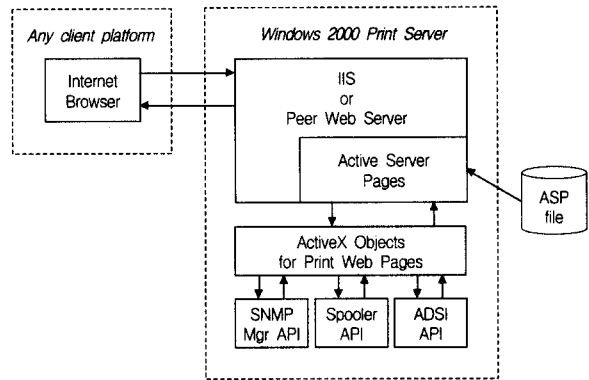 Any client platform
Windows 2000 Print Server
Internet
Browser
IIS
or
Peer Web Server
Active Server
Pages
ASP
file
ActiveX Objects
for Print Web Pages
SNMP
Mgr API
Spooler
API
ADSI
API